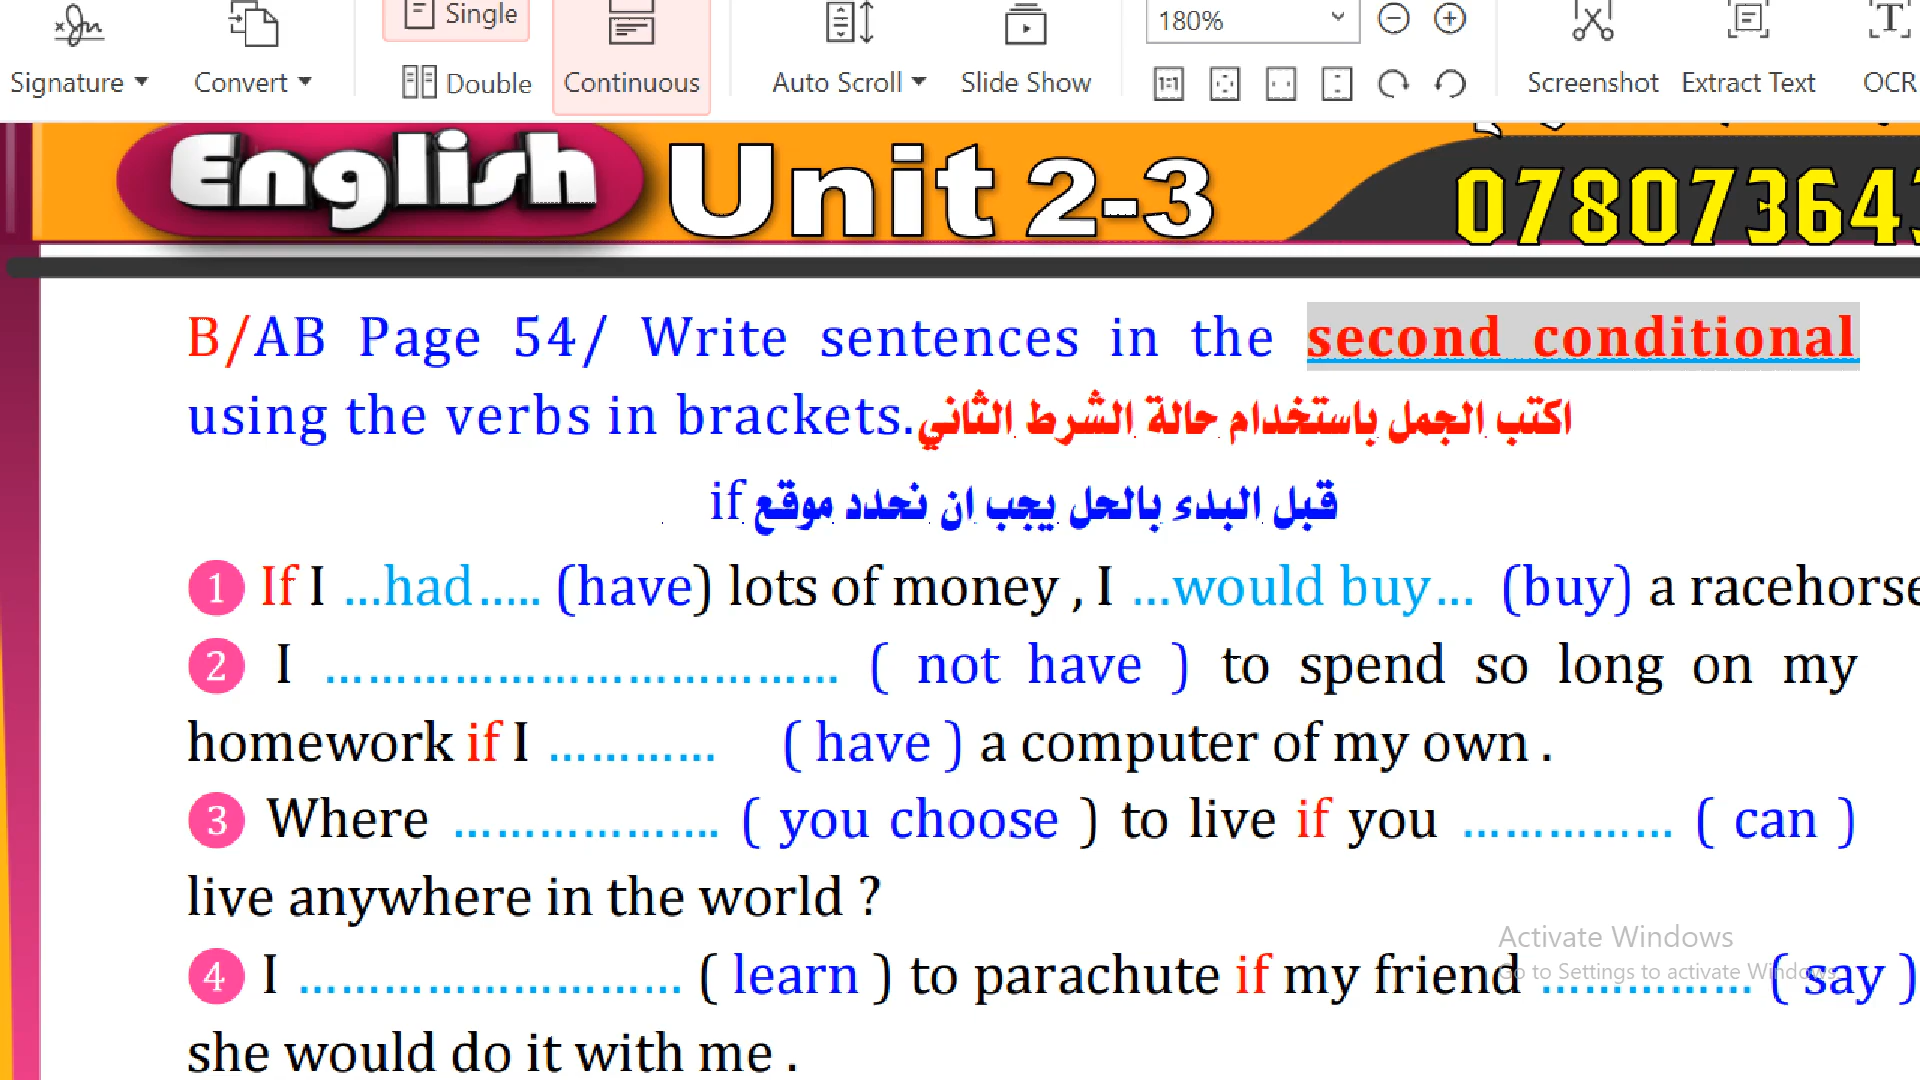 Single
180%
Signature
Convert
Double
Continuous
Auto Scroll
Slide Show
Screenshot
Extract Text
OCR
English Unit 2-3
B/AB Page 54/ Write sentences in the second conditional
using the verbs in brackets.اكتب الجمل باستخدام حالة الشرط الثاني
قبل البدء بالحل يجب ان نحدد موقع if
1 If I ...had..... (have) lots of money , I ...would buy... (buy) a racehorse
2 I ....................................... ( not have ) to spend so long on my
homework if I ............ ( have ) a computer of my own .
3 Where ................... ( you choose ) to live if you ............... ( can )
live anywhere in the world ?
4 I ........................... ( learn ) to parachute if my friend ............... ( say )
she would do it with me .
Activate Windows
Go to Settings to activate Windows.